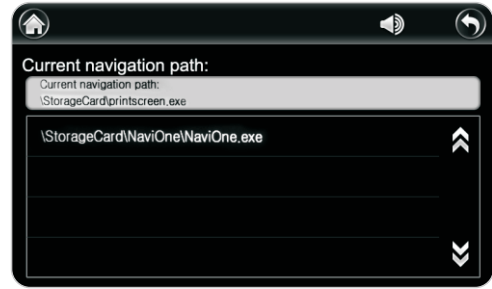 Current navigation path:
Current navigation path:
\StorageCard\printscreen.exe
\StorageCard\NaviOne\NaviOne.exe